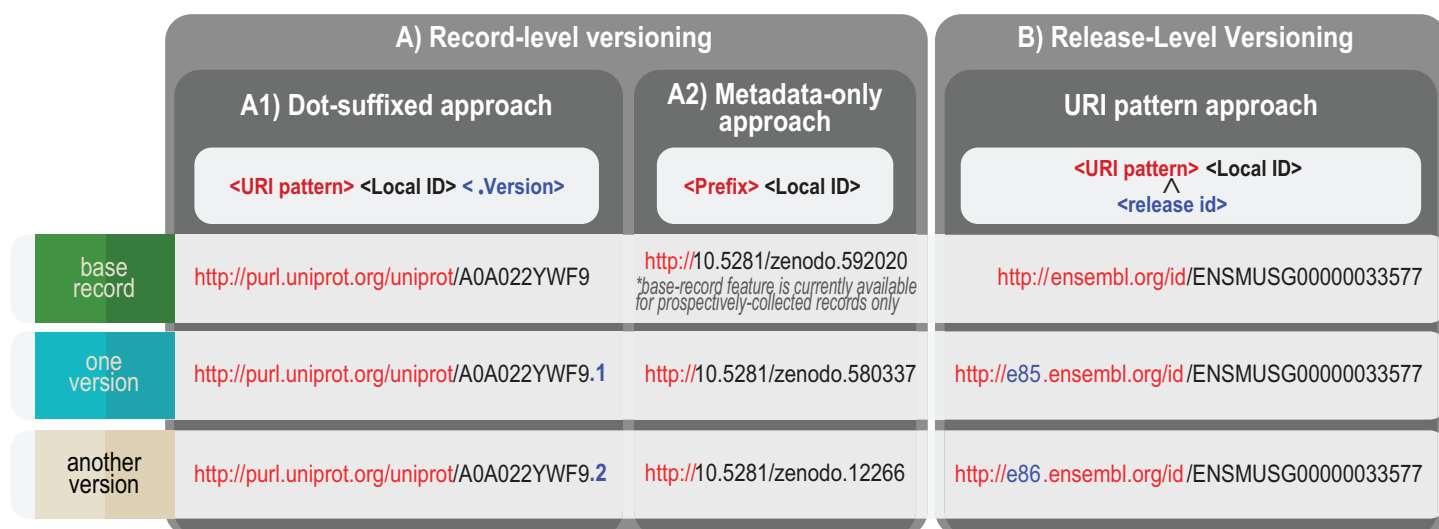 A) Record-level versioning
B) Release-Level Versioning
A1) Dot-suffixed approach
A2) Metadata-only
approach
URI pattern approach
<URI pattern> <Local ID> < .Version>
<Prefix> <Local ID>
<URI pattern> <Local ID>
^
<release id>
base
record
http://purl.uniprot.org/uniprot/A0A022YWF9
http://10.5281/zenodo.592020
*base-record feature is currently available
for prospectively-collected records only
http://ensembl.org/id/ENSMUSG00000033577
one
version
http://purl.uniprot.org/uniprot/A0A022YWF9.1
http://10.5281/zenodo.580337
http://e85.ensembl.org/id/ENSMUSG00000033577
another
version
http://purl.uniprot.org/uniprot/A0A022YWF9.2
http://10.5281/zenodo.12266
http://e86.ensembl.org/id/ENSMUSG00000033577